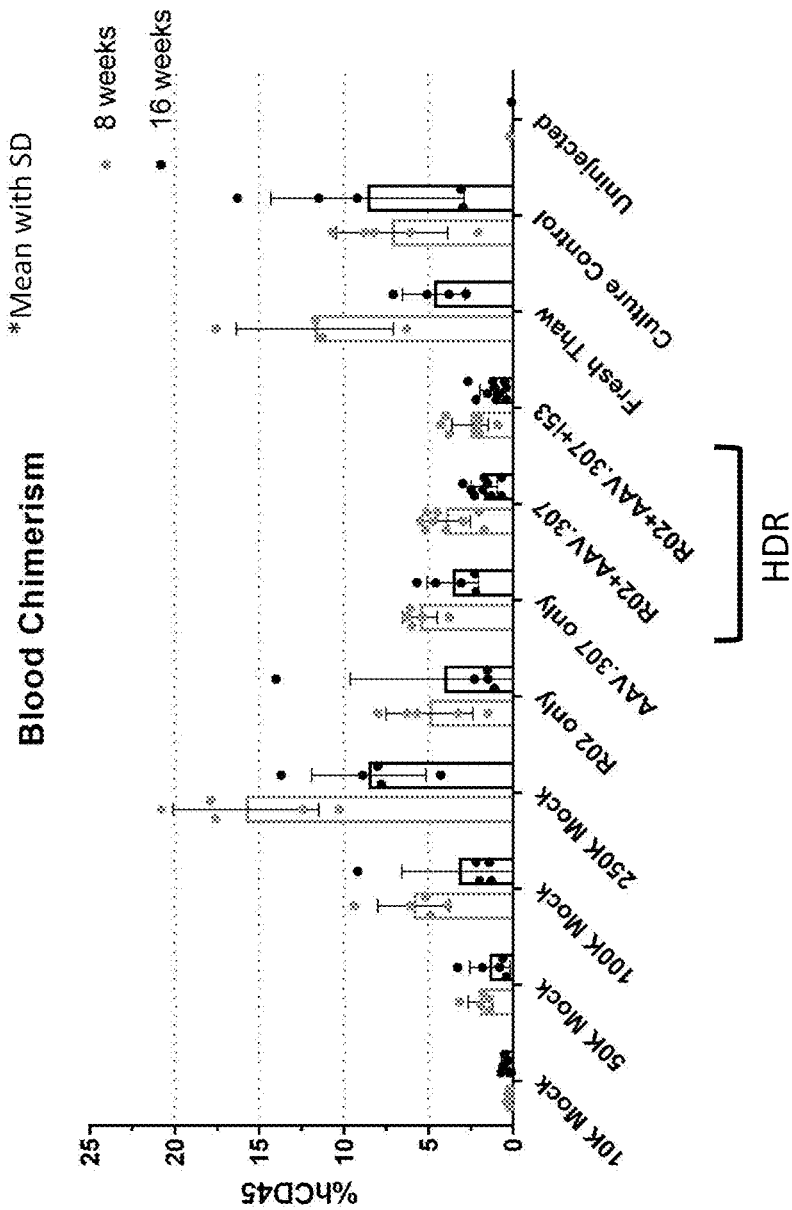 Blood Chimerism
*Mean with SD
8 weeks
16 weeks
%hCD45
25
20
15
10
5
0
10K Mock
50K Mock
100K Mock
250K Mock
R02 only
AAV.307 only
R02+AAV.307
R02+AAV.307+i53
Fresh Thaw
Culture Control
Uninjected
HDR